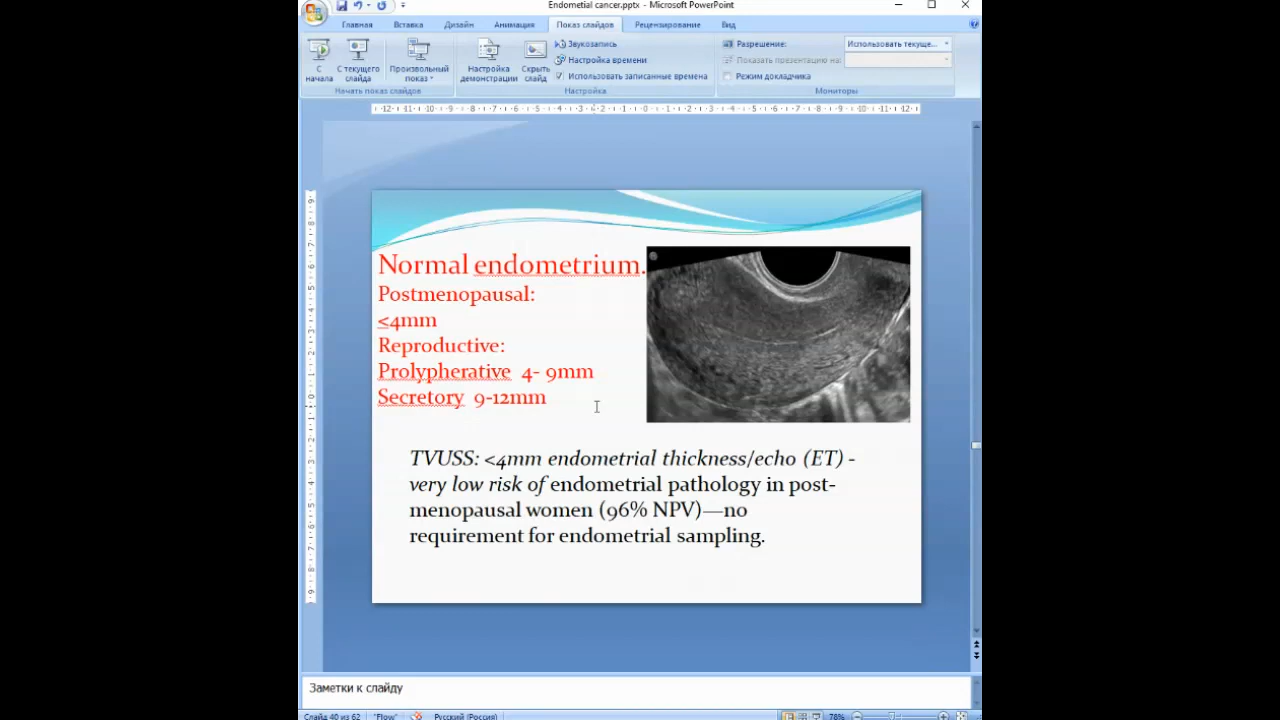 Endometial cancer.pptx - Microsoft PowerPoint
Главная Вставка Дизайн Анимация Показ слайдов Рецензирование Вид
С начала
С текущего слайда
Произвольный показ
Начать показ слайдов
Настройка демонстрации
Скрыть слайд
Звукозапись
Настройка времени
Использовать записанные времена
Настройка
Разрешение: Использовать текуще...
Показать презентацию на:
Режим докладчика
Мониторы
Normal endometrium.
Postmenopausal:
<4mm
Reproductive:
Prolypherative 4- 9mm
Secretory 9-12mm
TVUSS: <4mm endometrial thickness/echo (ET) -
very low risk of endometrial pathology in post-
menopausal women (96% NPV)—no
requirement for endometrial sampling.
Заметки к слайду
Слайд 40 из 62 "Flow" Русский (Россия) 78%